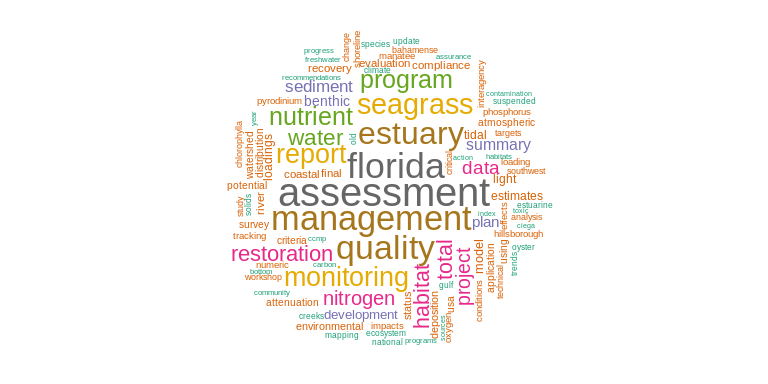 species update
progress change shoreline bahamense
freshwater manatee assurance
recovery evaluation compliance
climate
recommendations program interagency
sediment seagrass contamination
pyrodinium benthic suspended
year nutrient phosphorus
chlorophylla water old estuary atmospheric
watershed distribution loadings report tidal targets
summary
florida critical action habitats
coastal final data loading southwest
potential assessment light
study solids river estimates
management index toxic estuarine
survey plan effects analysis
ciega
tracking criteria ccmp quality hillsborough
restoration total model using oyster
numeric carbon trends
bottom workshop monitoring habitat project application technical
gulf
community nitrogen status deposition usa conditions
attenuation
creeks development sources oxygen
environmental impacts
mapping ecosystem
national programs